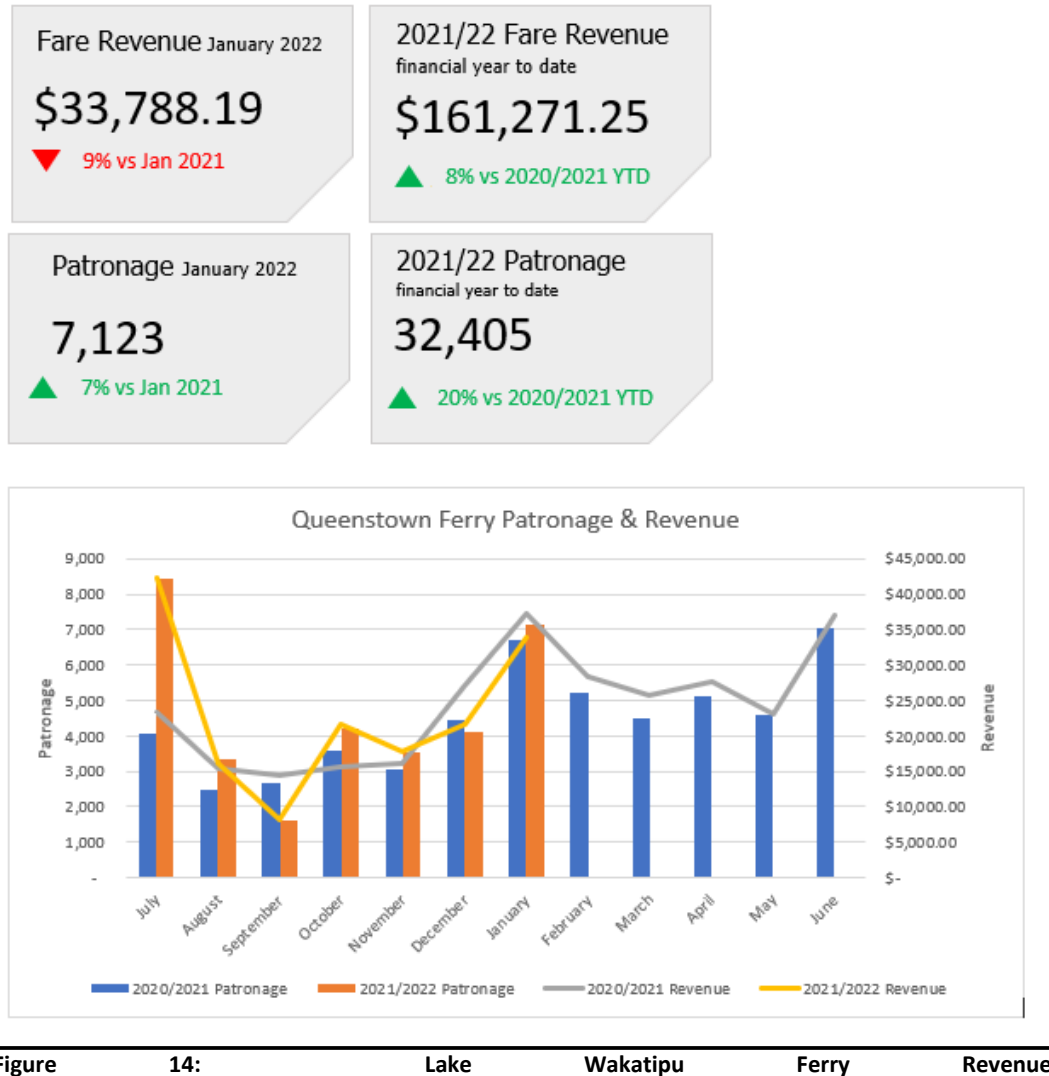 Fare Revenue January 2022
$33,788.19
9% vs Jan 2021
2021/22 Fare Revenue
financial year to date
$161,271.25
8% vs 2020/2021 YTD
Patronage January 2022
7,123
7% vs Jan 2021
2021/22 Patronage
financial year to date
32,405
20% vs 2020/2021 YTD
Queenstown Ferry Patronage & Revenue
Patronage
9,000
8,000
7,000
6,000
5,000
4,000
3,000
2,000
1,000
-
$45,000.00
$40,000.00
$35,000.00
$30,000.00
$25,000.00
$20,000.00
$15,000.00
$10,000.00
$5,000.00
$-
Revenue
July August September October November December January February March April May June
2020/2021 Patronage 2021/2022 Patronage 2020/2021 Revenue 2021/2022 Revenue
Figure 14: Lake Wakatipu Ferry Revenue